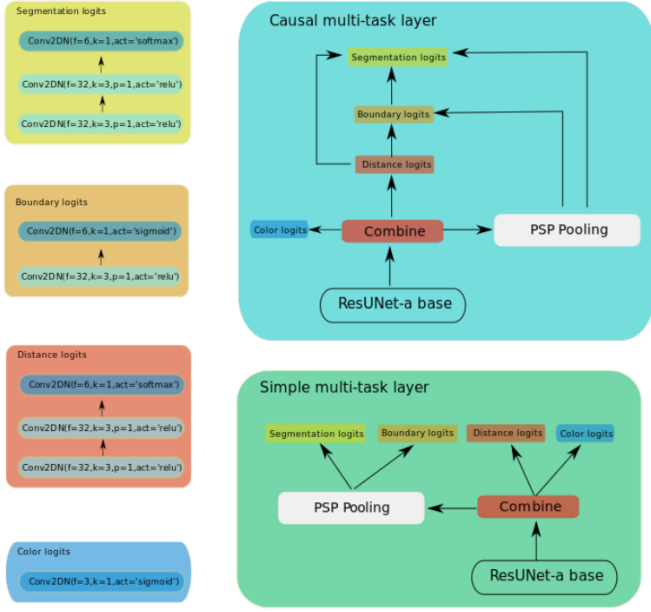 Segmentation logits
Conv2DN(f=6,k=1,act='softmax')
Conv2DN(f=32,k=3,p=1,act='relu')
Conv2DN(f=32,k=3,p=1,act='relu')
Boundary logits
Conv2DN(f=6,k=1,act='sigmoid')
Conv2DN(f=32,k=3,p=1,act='relu')
Distance logits
Conv2DN(f=6,k=1,act='softmax')
Conv2DN(f=32,k=3,p=1,act='relu')
Conv2DN(f=32,k=3,p=1,act='relu')
Color logits
Conv2DN(f=3,k=1,act='sigmoid')
Causal multi-task layer
Segmentation logits
Boundary logits
Distance logits
Color logits
Combine
PSP Pooling
ResUNet-a base
Simple multi-task layer
Segmentation logits
Boundary logits
Distance logits
Color logits
PSP Pooling
Combine
ResUNet-a base